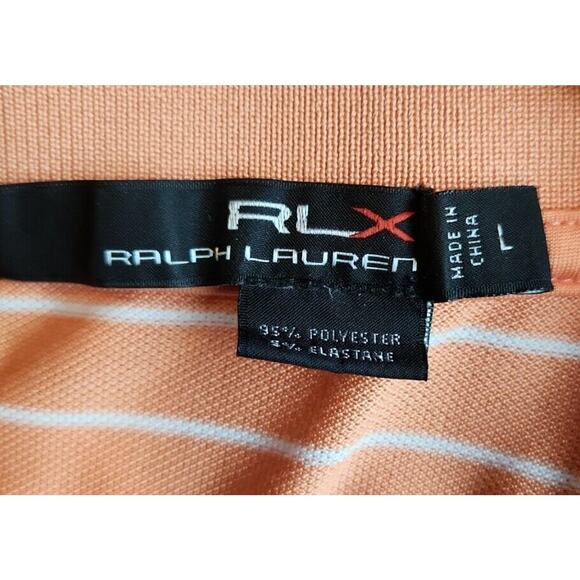 RLX
RALPH LAUREN
MADE IN
CHINA
L
95% POLYESTER
5% ELASTANE